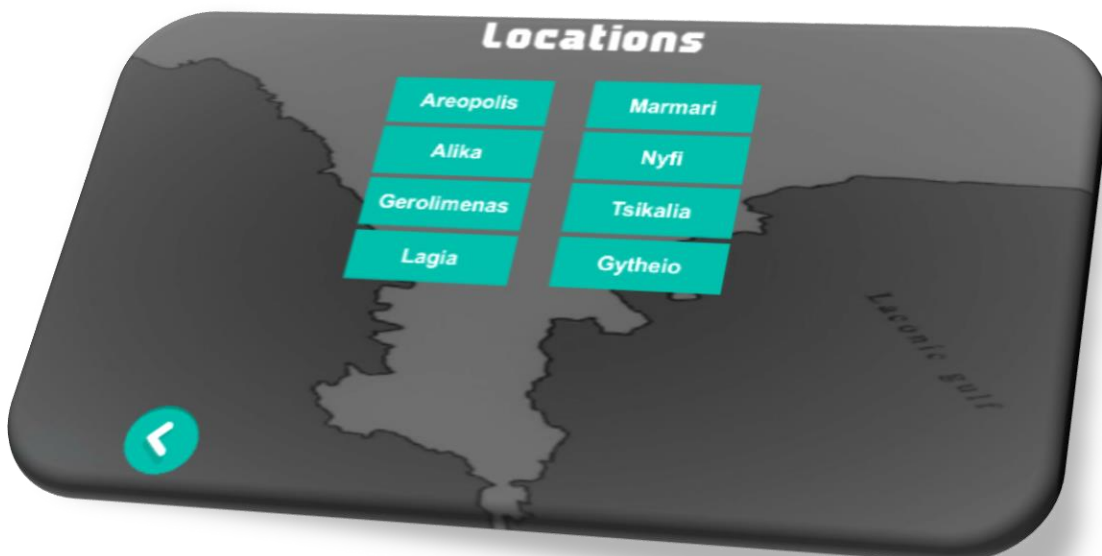 Locations
Areopolis Marmari
Alika Nyfi
Gerolimenas Tsikalia
Lagia Gytheio
Laconic gulf